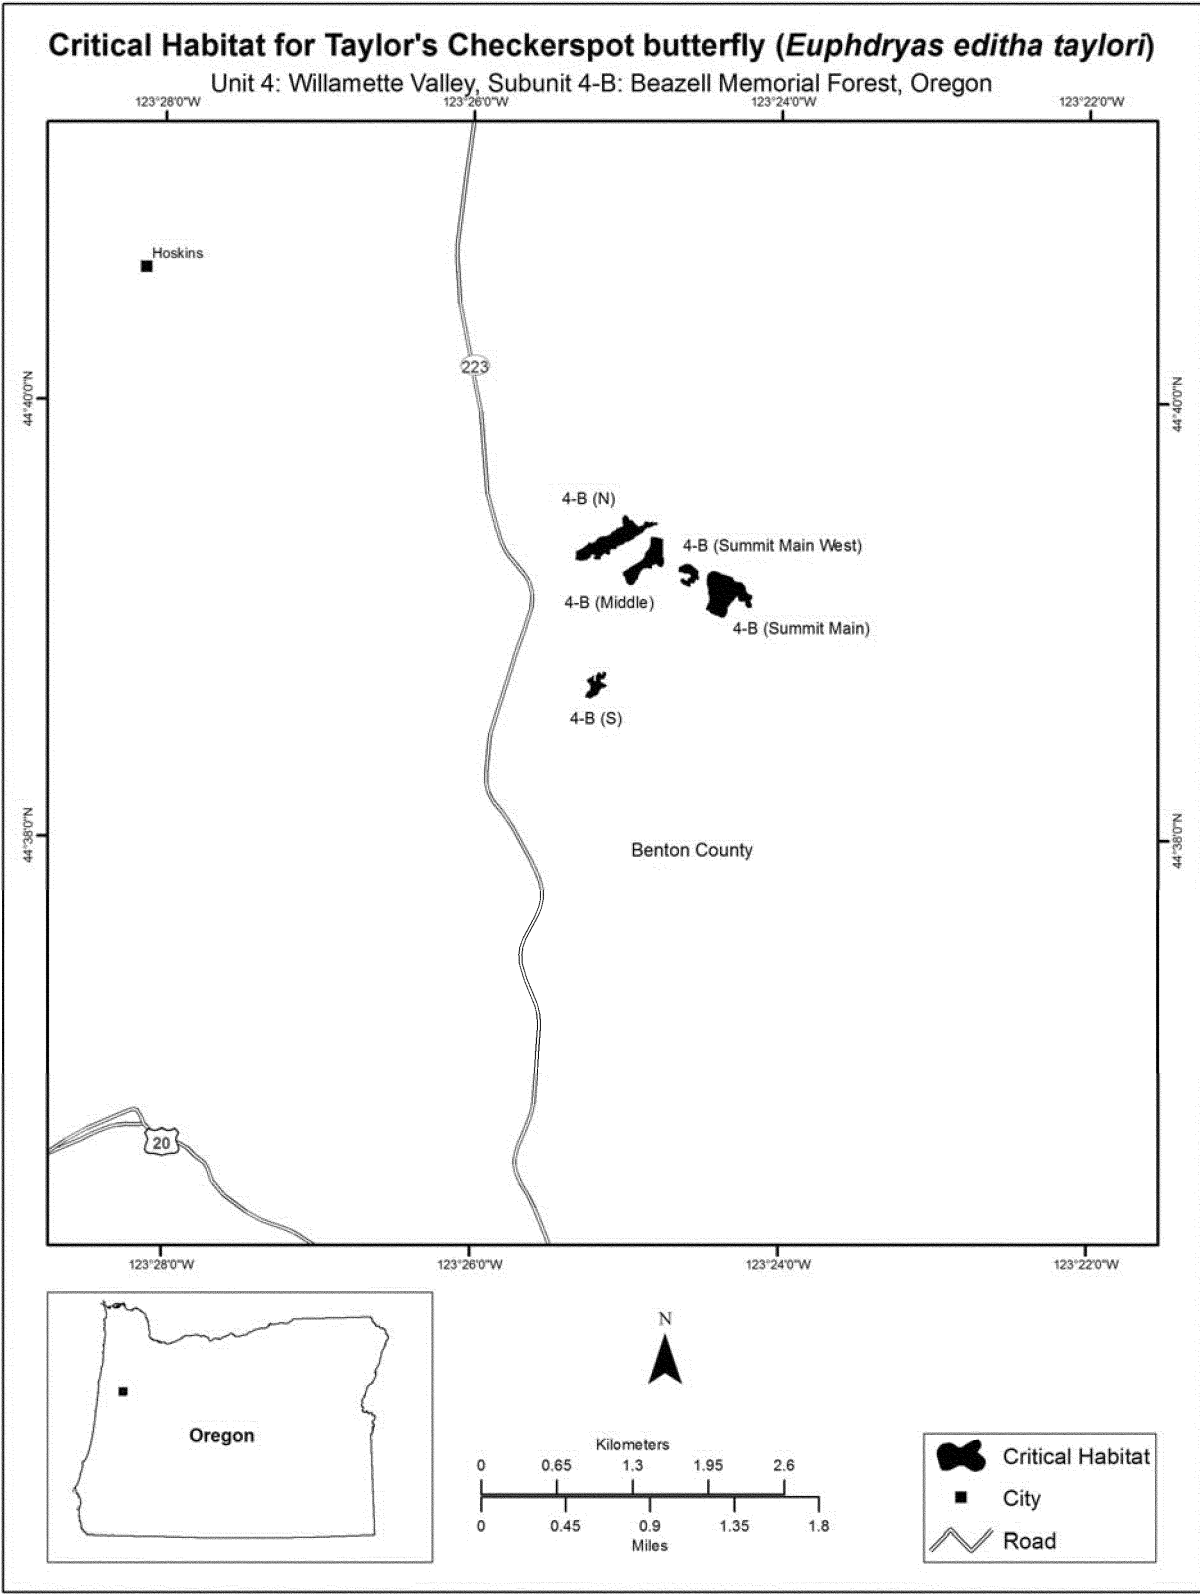 Critical Habitat for Taylor's Checkerspot butterfly (Euphdryas editha taylori)
Unit 4: Willamette Valley, Subunit 4-B: Beazell Memorial Forest, Oregon
123°28'0"W 123°26'0"W 123°24'0"W 123°22'0"W
Hoskins
223
44°40'0"N 44°40'0"N
4-B (N)
4-B (Summit Main West)
4-B (Middle)
4-B (Summit Main)
4-B (S)
44°38'0"N 44°38'0"N
Benton County
20
123°28'0"W 123°26'0"W 123°24'0"W 123°22'0"W
Oregon
N
Kilometers
0 0.65 1.3 1.95 2.6
0 0.45 0.9 1.35 1.8
Miles
Critical Habitat
City
Road